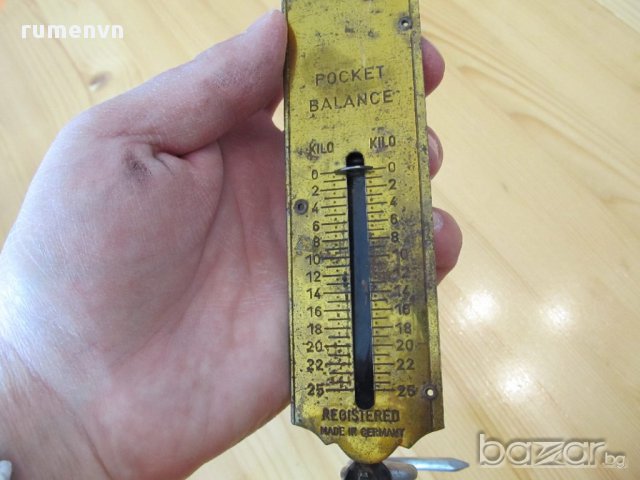 rumenvn
POCKET
BALANCE
KILO KILO
0 0
2 2
4 4
6 6
8 8
10 10
12 12
14 14
16 16
18 18
20 20
22 22
25 25
REGISTERED
MADE IN GERMANY
bazar.bg